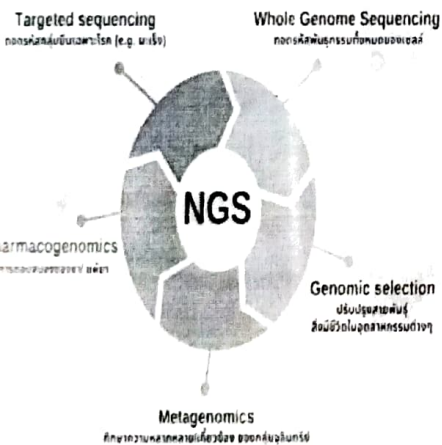 Targeted sequencing
ถอดรหัสกลุ่มยีนเฉพาะโรค (e.g. มะเร็ง)
Whole Genome Sequencing
ถอดรหัสพันธุกรรมทั้งหมดของเซลล์
NGS
armacogenomics
แพ้ยา
Genomic selection
ปรับปรุงสายพันธุ์
สิ่งมีชีวิตในอุตสาหกรรมต่างๆ
Metagenomics
ศึกษาความหลากหลาย/เกี่ยวข้อง ของกลุ่มจุลินทรีย์